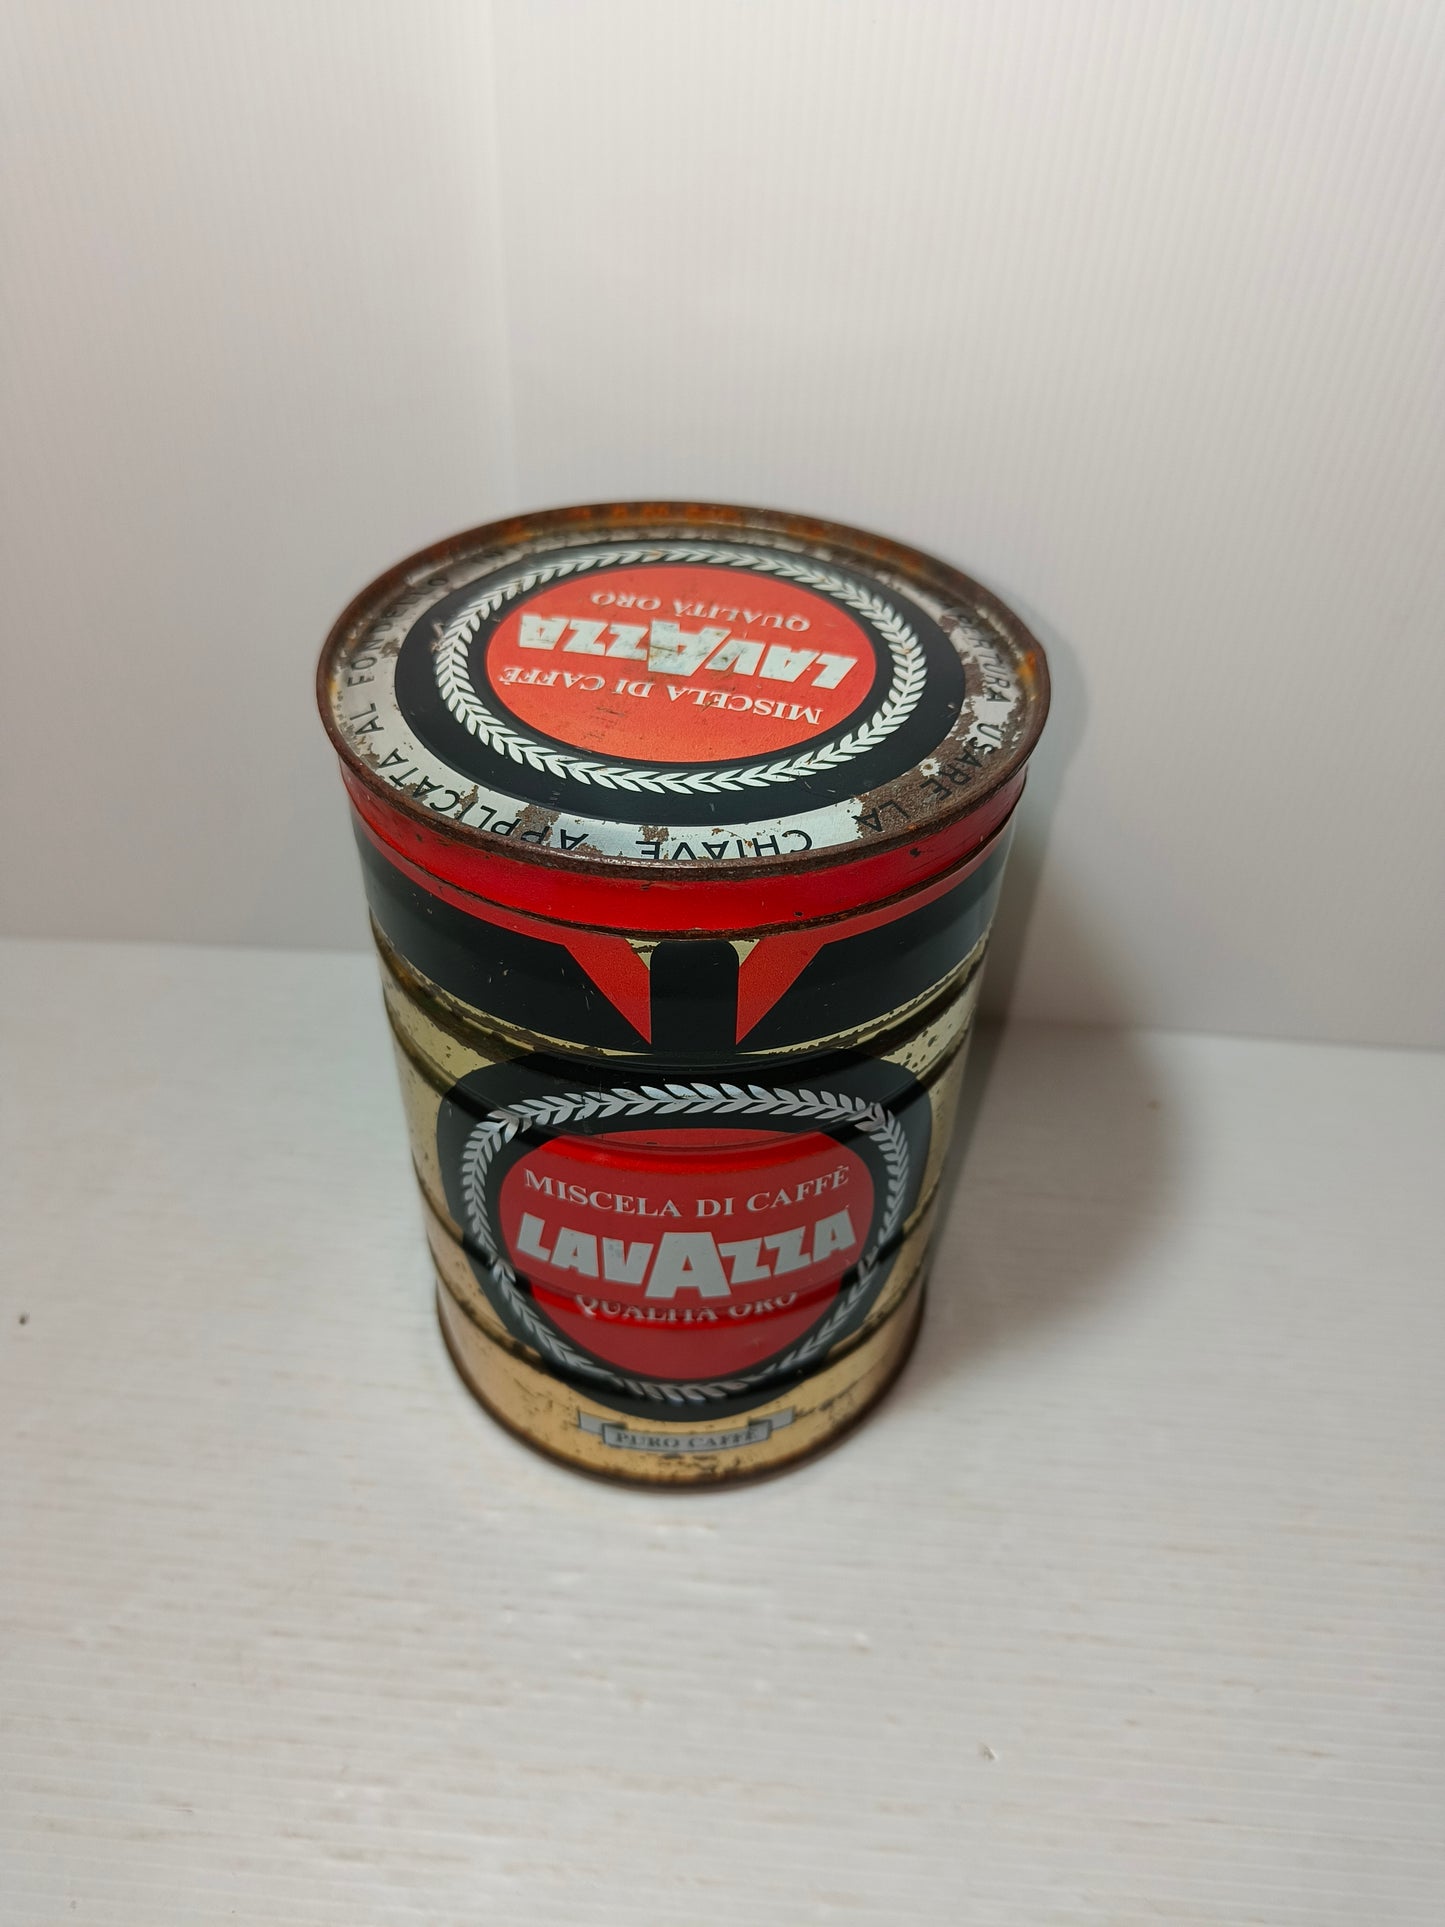 MISCELA DI CAFFÈ
LAVAZZA
QUALITÀ ORO
USARE LA CHIAVE APPLICATA AL FONDELLO
MISCELA DI CAFFÈ
LAVAZZA
QUALITÀ ORO
PURO CAFFÈ